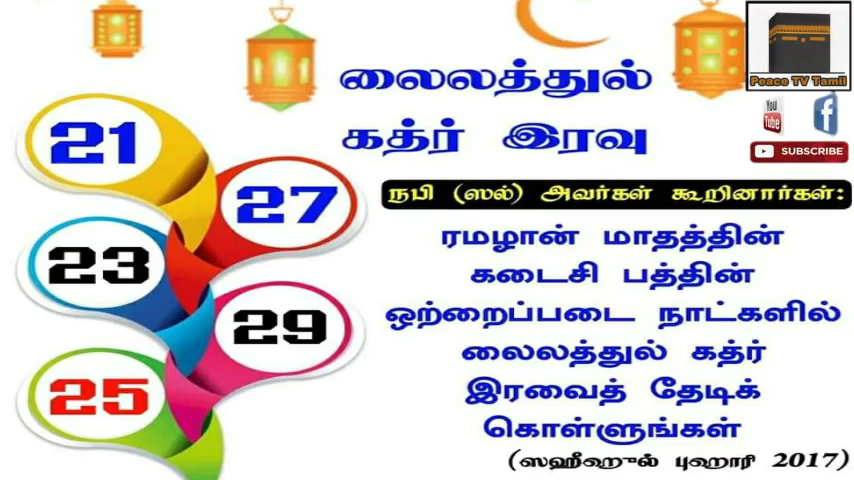 லைலத்துல்
கத்ர் இரவு
நபி (ஸல்) அவர்கள் கூறினார்கள்:
ரமழான் மாதத்தின்
கடைசி பத்தின்
ஒற்றைப்படை நாட்களில்
லைலத்துல் கத்ர்
இரவைத் தேடிக்
கொள்ளுங்கள்
(ஸஹீஹுல் புஹாரி 2017)
21
27
23
29
25
Peace TV Tamil
You
Tube
f
SUBSCRIBE